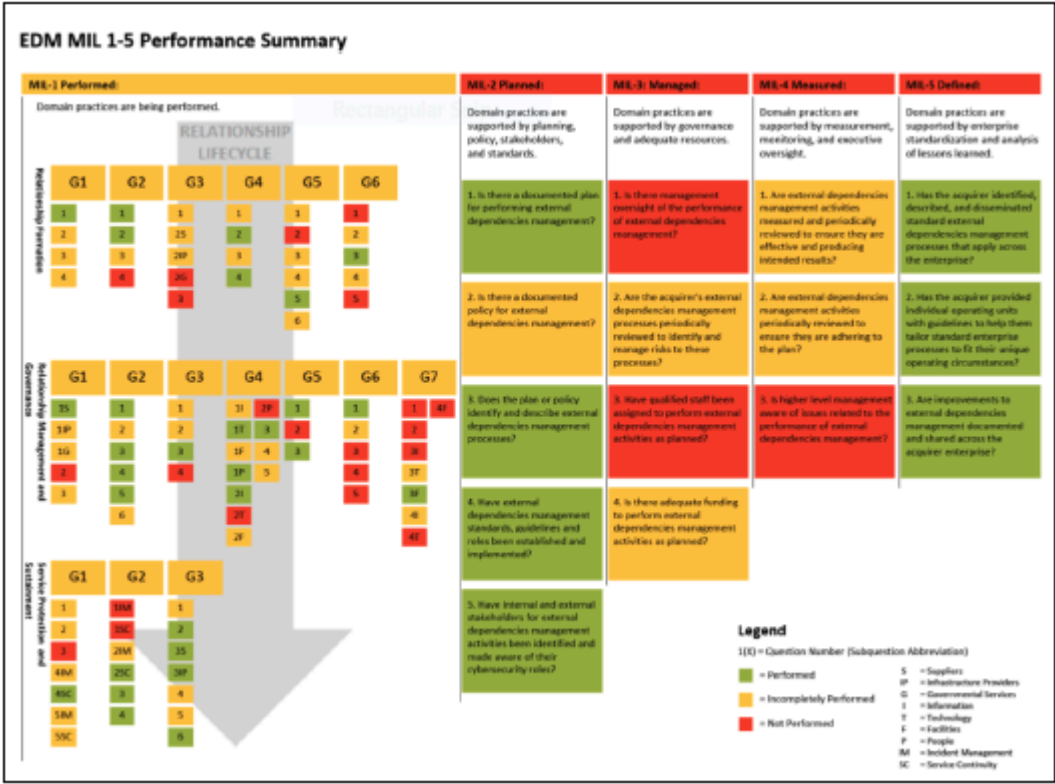 EDM MIL 1-5 Performance Summary
MIL-1 Performed:
Domain practices are being performed.
RELATIONSHIP
LIFECYCLE
Relationship Formation
G1 G2 G3 G4 G5 G6
1 1 1 1 1 1
2 2 2S 2 2 2
3 3 2IP 3 3 3
4 4 2G 4 4 5
3 5
6
Relationship Management and
Governance
G1 G2 G3 G4 G5 G6 G7
1S 1 1 1I 2P 1 1 1 4F
1IP 2 2 1T 3 2 2 2
1G 3 3 1F 4 3 3 3I
2 4 4 1P 5 4 3T
3 5 2I 5 3F
6 2T 4I
2F 4T
Service Protection and
Sustainment
G1 G2 G3
1 1IM 1
2 1SC 2
3 2IM 3S
4IM 2SC 3IP
4SC 3 4
5IM 4 5
5SC 6
MIL-2 Planned:
Domain practices are
supported by planning,
policy, stakeholders,
and standards.
1. Is there a documented plan
for performing external
dependencies management?
2. Is there a documented
policy for external
dependencies management?
3. Does the plan or policy
identify and describe external
dependencies management
processes?
4. Have external
dependencies management
standards, guidelines and
roles been established and
implemented?
5. Have internal and external
stakeholders for external
dependencies management
activities been identified and
made aware of their
cybersecurity roles?
MIL-3: Managed:
Domain practices are
supported by governance
and adequate resources.
1. Is there management
oversight of the performance
of external dependencies
management?
2. Are the acquirer's external
dependencies management
processes periodically
reviewed to identify and
manage risks to these
processes?
3. Have qualified staff been
assigned to perform external
dependencies management
activities as planned?
4. Is there adequate funding
to perform external
dependencies management
activities as planned?
MIL-4 Measured:
Domain practices are
supported by measurement,
monitoring, and executive
oversight.
1. Are external dependencies
management activities
measured and periodically
reviewed to ensure they are
effective and producing
intended results?
2. Are external dependencies
management activities
periodically reviewed to
ensure they are adhering to
the plan?
3. Is higher level management
aware of issues related to the
performance of external
dependencies management?
MIL-5 Defined:
Domain practices are
supported by enterprise
standardization and analysis
of lessons learned.
1. Has the acquirer identified,
described, and disseminated
standard external
dependencies management
processes that apply across
the enterprise?
2. Has the acquirer provided
individual operating units
with guidelines to help them
tailor standard enterprise
processes to fit their unique
operating circumstances?
3. Are improvements to
external dependencies
management documented
and shared across the
acquirer enterprise?
Legend
1(X) = Question Number (Subquestion Abbreviation)
= Performed
= Incompletely Performed
= Not Performed
S = Suppliers
IP = Infrastructure Providers
G = Governmental Services
I = Information
T = Technology
F = Facilities
P = People
IM = Incident Management
SC = Service Continuity